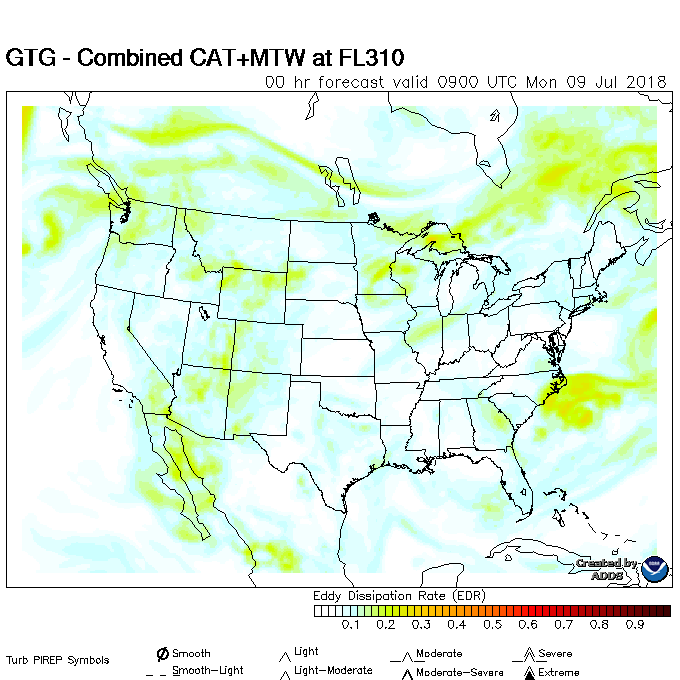 GTG - Combined CAT+MTW at FL310
00 hr forecast valid 0900 UTC Mon 09 Jul 2018
Created by
ADDS
Eddy Dissipation Rate (EDR)
0.1 0.2 0.3 0.4 0.5 0.6 0.7 0.8 0.9
Turb PIREP Symbols
Smooth
Smooth-Light
Light
Light-Moderate
Moderate
Moderate-Severe
Severe
Extreme